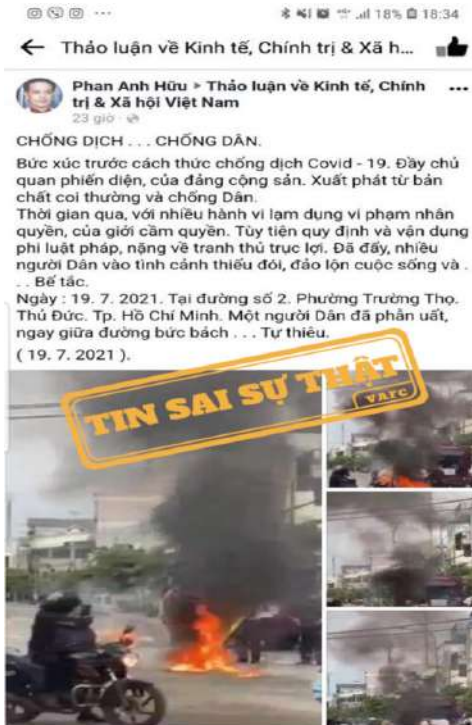 18% 18:34
Thảo luận về Kinh tế, Chính trị & Xã h...
Phan Anh Hữu ▸ Thảo luận về Kinh tế, Chính
trị & Xã hội Việt Nam
23 giờ
CHỐNG DỊCH . . . CHỐNG DÂN.
Bức xúc trước cách thức chống dịch Covid - 19. Đầy chủ
quan phiến diện, của đảng cộng sản. Xuất phát từ bản
chất coi thường và chống Dân.
Thời gian qua, với nhiều hành vi lạm dụng vi phạm nhân
quyền, của giới cầm quyền. Tùy tiện quy định và vận dụng
phi luật pháp, nặng về tranh thủ trục lợi. Đã đẩy, nhiều
người Dân vào tình cảnh thiếu đói, đảo lộn cuộc sống và .
. . Bế tắc.
Ngày : 19. 7. 2021. Tại đường số 2. Phường Trường Thọ.
Thủ Đức. Tp. Hồ Chí Minh. Một người Dân đã phẫn uất,
ngay giữa đường bức bách . . . Tự thiêu.
( 19. 7. 2021 ).
TIN SAI SỰ THẬT
VAFC